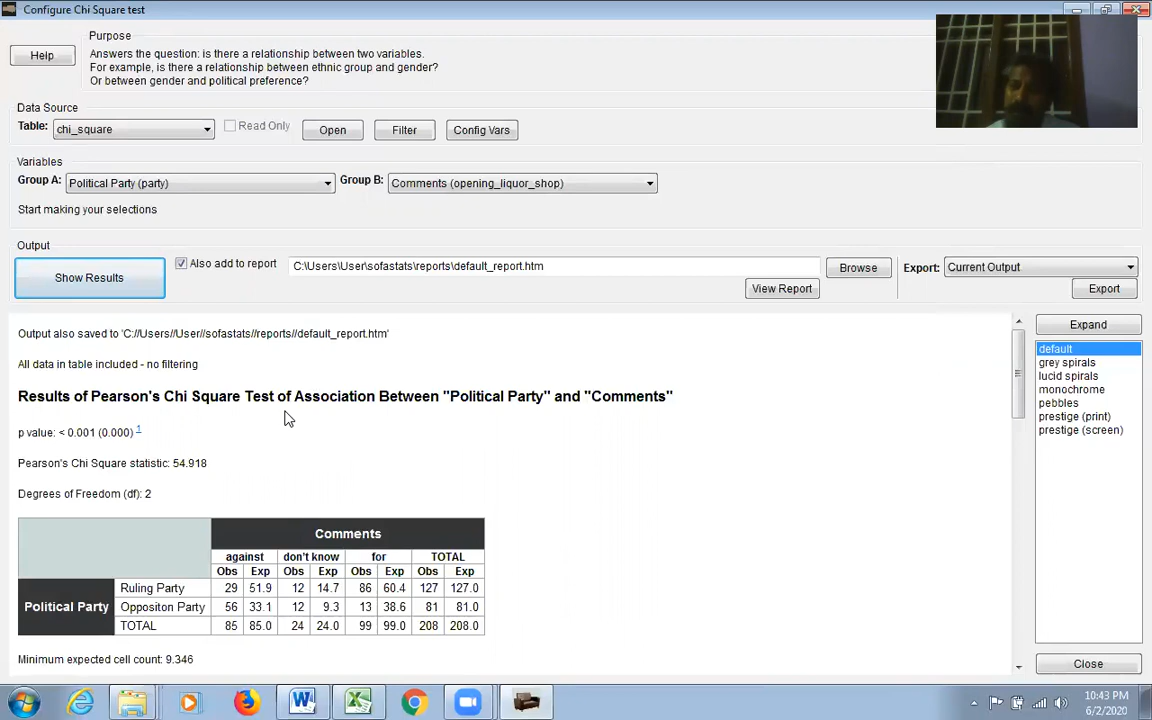 Configure Chi Square test
Purpose
Help
Answers the question: is there a relationship between two variables.
For example, is there a relationship between ethnic group and gender?
Or between gender and political preference?
Data Source
Table: chi_square Read Only Open Filter Config Vars
Variables
Group A: Political Party (party) Group B: Comments (opening_liquor_shop)
Start making your selections
Output
Show Results Also add to report C:\Users\User\sofastats\reports\default_report.htm Browse Export: Current Output
View Report Export
Output also saved to 'C://Users//User//sofastats//reports//default_report.htm'
All data in table included - no filtering
Results of Pearson's Chi Square Test of Association Between "Political Party" and "Comments"
p value: < 0.001 (0.000) 1
Pearson's Chi Square statistic: 54.918
Degrees of Freedom (df): 2
Comments
against don't know for TOTAL
Obs Exp Obs Exp Obs Exp Obs Exp
Political Party
Ruling Party 29 51.9 12 14.7 86 60.4 127 127.0
Oppositon Party 56 33.1 12 9.3 13 38.6 81 81.0
TOTAL 85 85.0 24 24.0 99 99.0 208 208.0
Minimum expected cell count: 9.346
Expand
default
grey spirals
lucid spirals
monochrome
pebbles
prestige (print)
prestige (screen)
Close
10:43 PM
6/2/2020